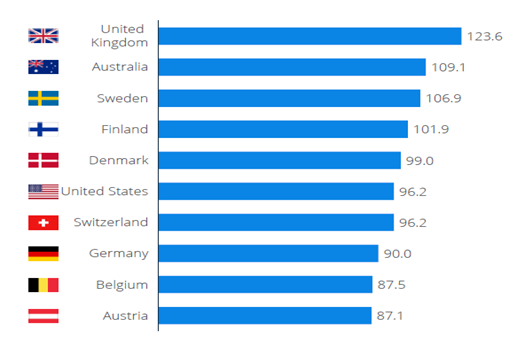 United
Kingdom 123.6
Australia 109.1
Sweden 106.9
Finland 101.9
Denmark 99.0
United States 96.2
Switzerland 96.2
Germany 90.0
Belgium 87.5
Austria 87.1